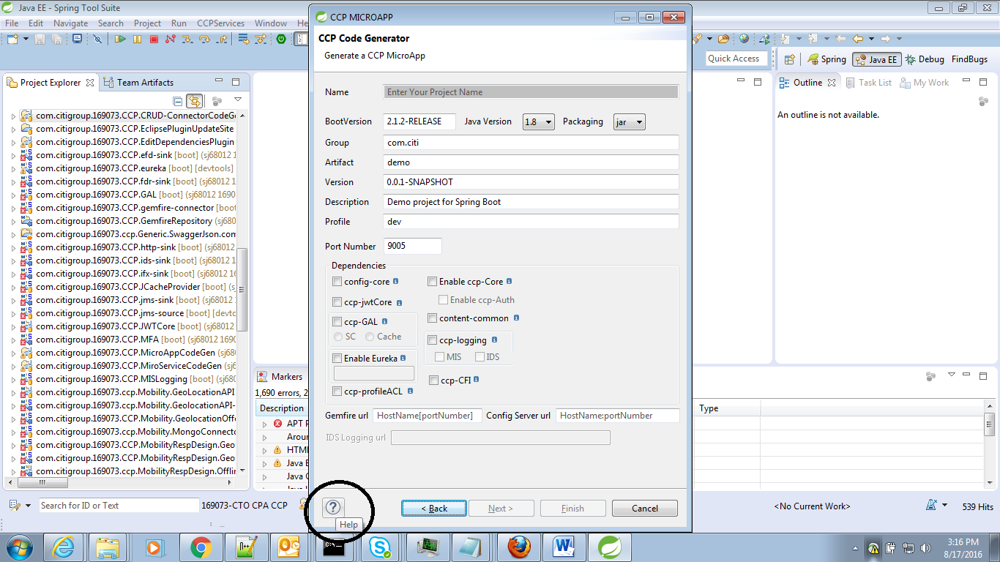 Java EE - Spring Tool Suite
File Edit Navigate Search Project Run CCPServices Window He
Quick Access
Spring Java EE Debug FindBugs
Project Explorer Team Artifacts
com.citigroup.169073.CCP.CRUD-ConnectorCodeGe
com.citigroup.169073.CCP.EclipsePluginUpdateSite
com.citigroup.169073.CCP.EditDependenciesPlugin
com.citigroup.169073.CCP.efd-sink [boot] (sj68012 16
com.citigroup.169073.CCP.eureka [boot] [devtools]
com.citigroup.169073.CCP.fdr-sink [boot] (sj68012 1
com.citigroup.169073.CCP.GAL [boot] (sj68012 1690
com.citigroup.169073.CCP.gemfire-connector [boot
com.citigroup.169073.CCP.GemfireRepository (sj680
com.citigroup.169073.ccp.Generic.SwaggerJson.com
com.citigroup.169073.CCP.http-sink [boot] (sj68012
com.citigroup.169073.CCP.ids-sink [boot] (sj68012 1
com.citigroup.169073.CCP.ifx-sink [boot] (sj68012 1
com.citigroup.169073.CCP.JCacheProvider [boot] (s
com.citigroup.169073.CCP.jms-sink [boot] (sj68012
com.citigroup.169073.CCP.jms-source [boot] [devto
com.citigroup.169073.CCP.JWTCore [boot] (sj68012
com.citigroup.169073.CCP.MFA [boot] (sj68012 1690
com.citigroup.169073.CCP.MicroAppCodeGen (sj68
com.citigroup.169073.CCP.MiroServiceCodeGen (sj6
com.citigroup.169073.CCP.MISLogging [boot] (sj680
com.citigroup.169073.ccp.Mobility.GeoLocationAPI
com.citigroup.169073.CCP.Mobility.GeolocationAPI-
com.citigroup.169073.CCP.Mobility.GeolocationOffe
com.citigroup.169073.ccp.Mobility.MongoConnecto
com.citigroup.169073.CCP.MobilityRespDesign.Geo
com.citigroup.169073.CCP.MobilityRespDesign.Geo
com.citigroup.169073.ccp.MobilityResDesign.Offlin
Search for ID or Text
169073-CTO CPA CCP
CCP MICROAPP
CCP Code Generator
Generate a CCP MicroApp
Name Enter Your Project Name
BootVersion 2.1.2-RELEASE Java Version 1.8 Packaging jar
Group com.citi
Artifact demo
Version 0.0.1-SNAPSHOT
Description Demo project for Spring Boot
Profile dev
Port Number 9005
Dependencies
config-core Enable ccp-Core
ccp-jwtCore Enable ccp-Auth
ccp-GAL content-common
SC Cache ccp-logging
Enable Eureka MIS IDS
ccp-CFI
ccp-profileACL
Gemfire url HostName[portNumber] Config Server url HostName:portNumber
IDS Logging url
? < Back Next > Finish Cancel
Help
Markers
1,690 errors, 2
Description
Type
APT P
Aroun
HTMl
Java B
Java C
Outline Task List My Work
An outline is not available.
<No Current Work>
539 Hits
3:16 PM
8/17/2016